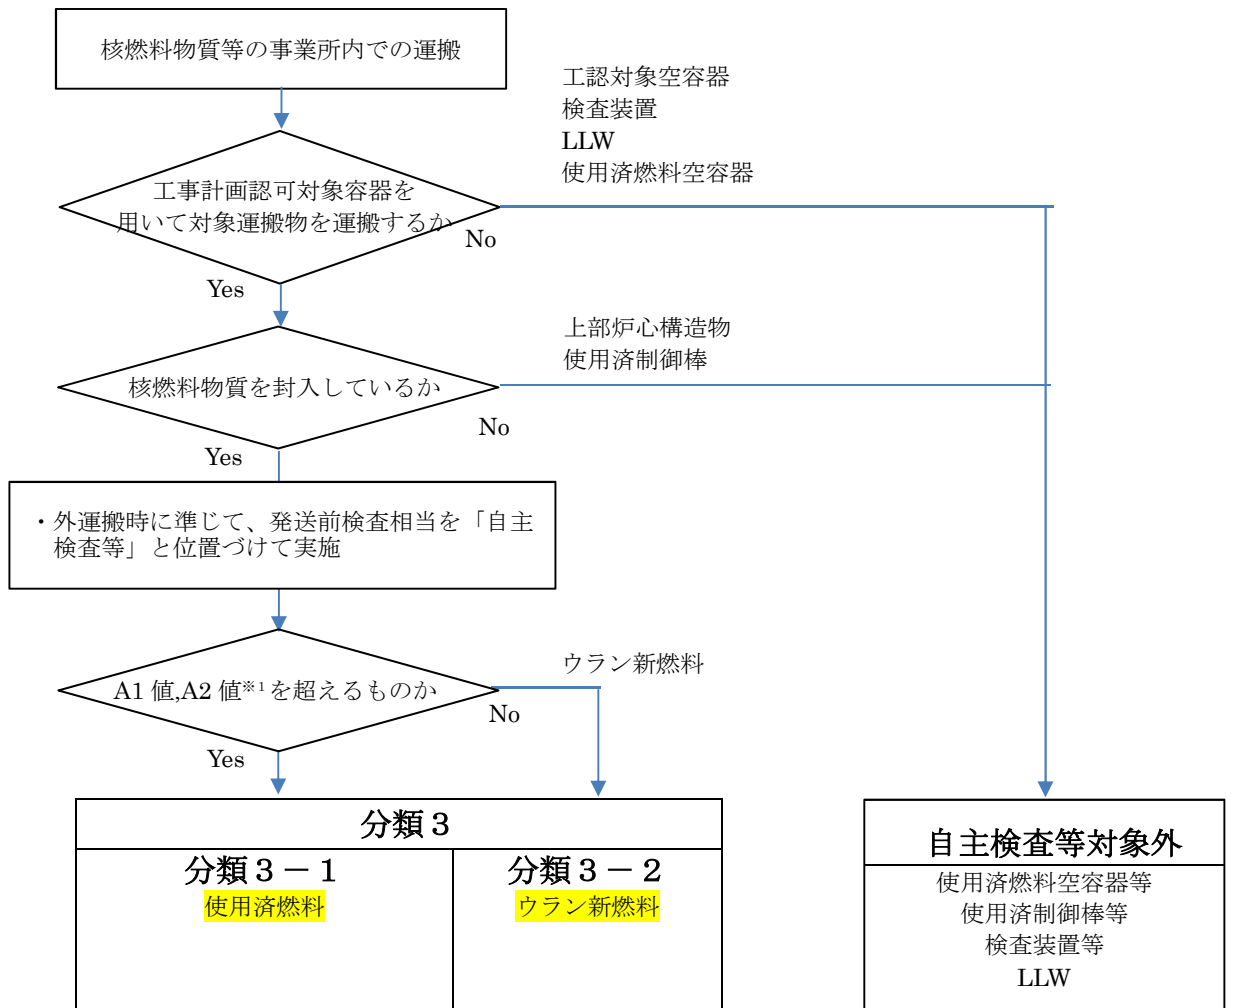 核燃料物質等の事業所内での運搬
工認対象空容器
検査装置
LLW
使用済燃料空容器
工事計画認可対象容器を
用いて対象運搬物を運搬するか
No
Yes
上部炉心構造物
使用済制御棒
核燃料物質を封入しているか
No
Yes
・外運搬時に準じて、発送前検査相当を「自主
検査等」と位置づけて実施
ウラン新燃料
A1 値,A2 値※1を超えるものか
No
Yes
分類３
分類３－１
使用済燃料
分類３－２
ウラン新燃料
自主検査等対象外
使用済燃料空容器等
使用済制御棒等
検査装置等
LLW